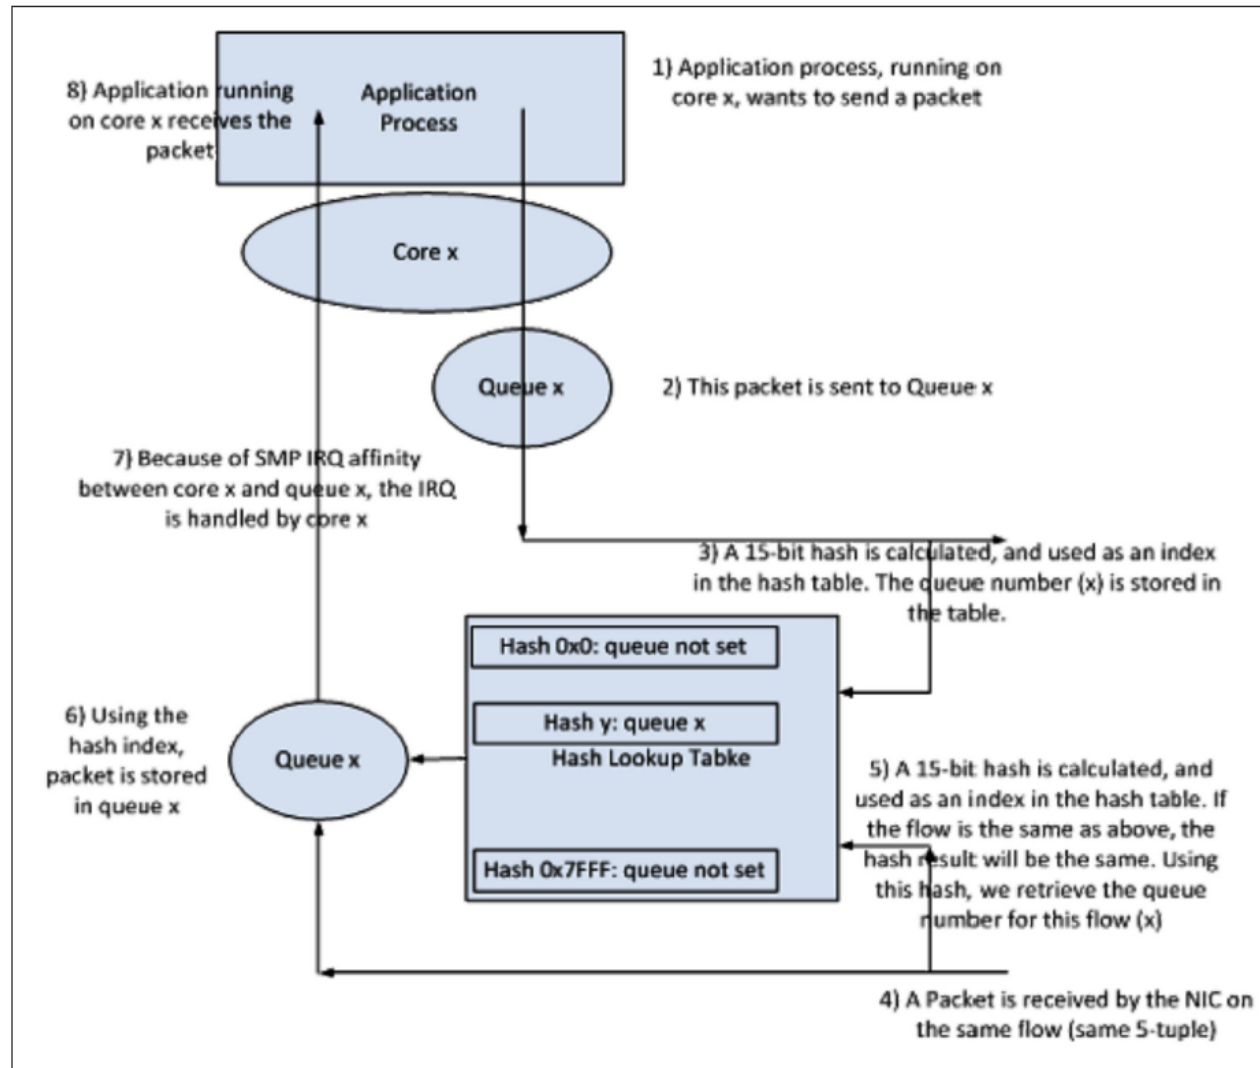 8) Application running
on core x receives the
packet
Application
Process
1) Application process, running on
core x, wants to send a packet
Core x
Queue x
2) This packet is sent to Queue x
7) Because of SMP IRQ affinity
between core x and queue x, the IRQ
is handled by core x
3) A 15-bit hash is calculated, and used as an index
in the hash table. The queue number (x) is stored in
the table.
Hash 0x0: queue not set
Hash y: queue x
Hash Lookup Tabke
Hash 0x7FFF: queue not set
6) Using the
hash index,
packet is stored
in queue x
Queue x
5) A 15-bit hash is calculated, and
used as an index in the hash table. If
the flow is the same as above, the
hash result will be the same. Using
this hash, we retrieve the queue
number for this flow (x)
4) A Packet is received by the NIC on
the same flow (same 5-tuple)